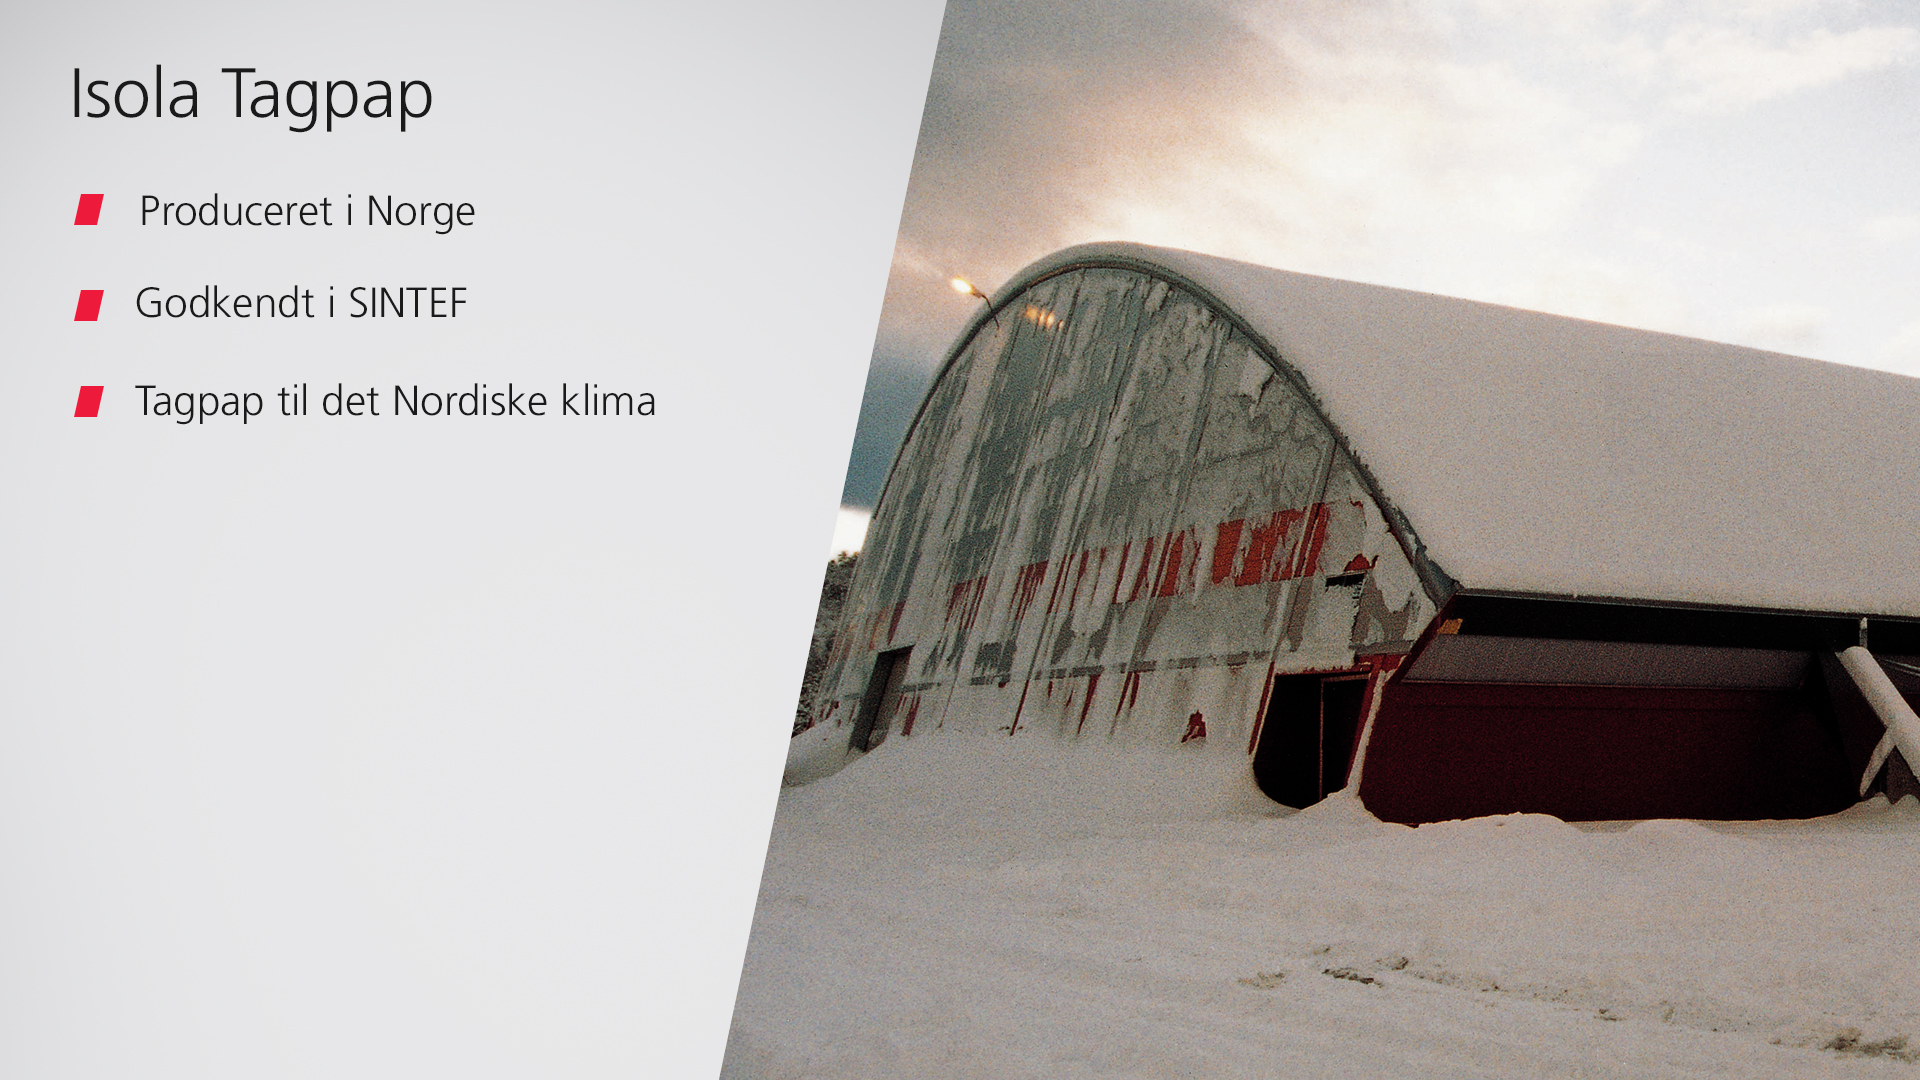 Isola Tagpap
Produceret i Norge
Godkendt i SINTEF
Tagpap til det Nordiske klima